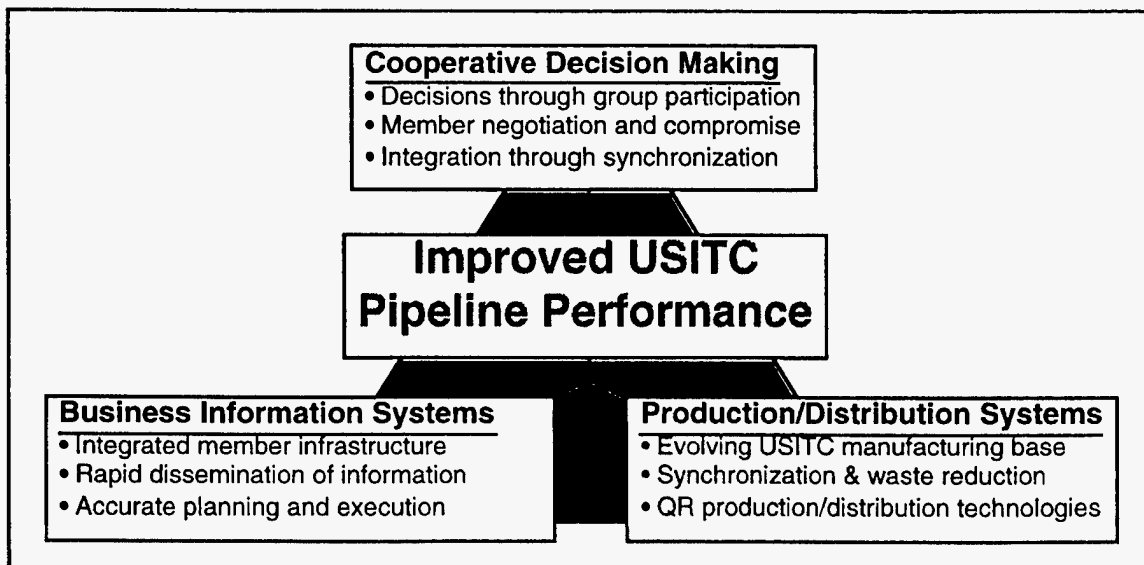 Cooperative Decision Making
• Decisions through group participation
• Member negotiation and compromise
• Integration through synchronization
Improved USITC
Pipeline Performance
Business Information Systems
• Integrated member infrastructure
• Rapid dissemination of information
• Accurate planning and execution
Production/Distribution Systems
• Evolving USITC manufacturing base
• Synchronization & waste reduction
• QR production/distribution technologies